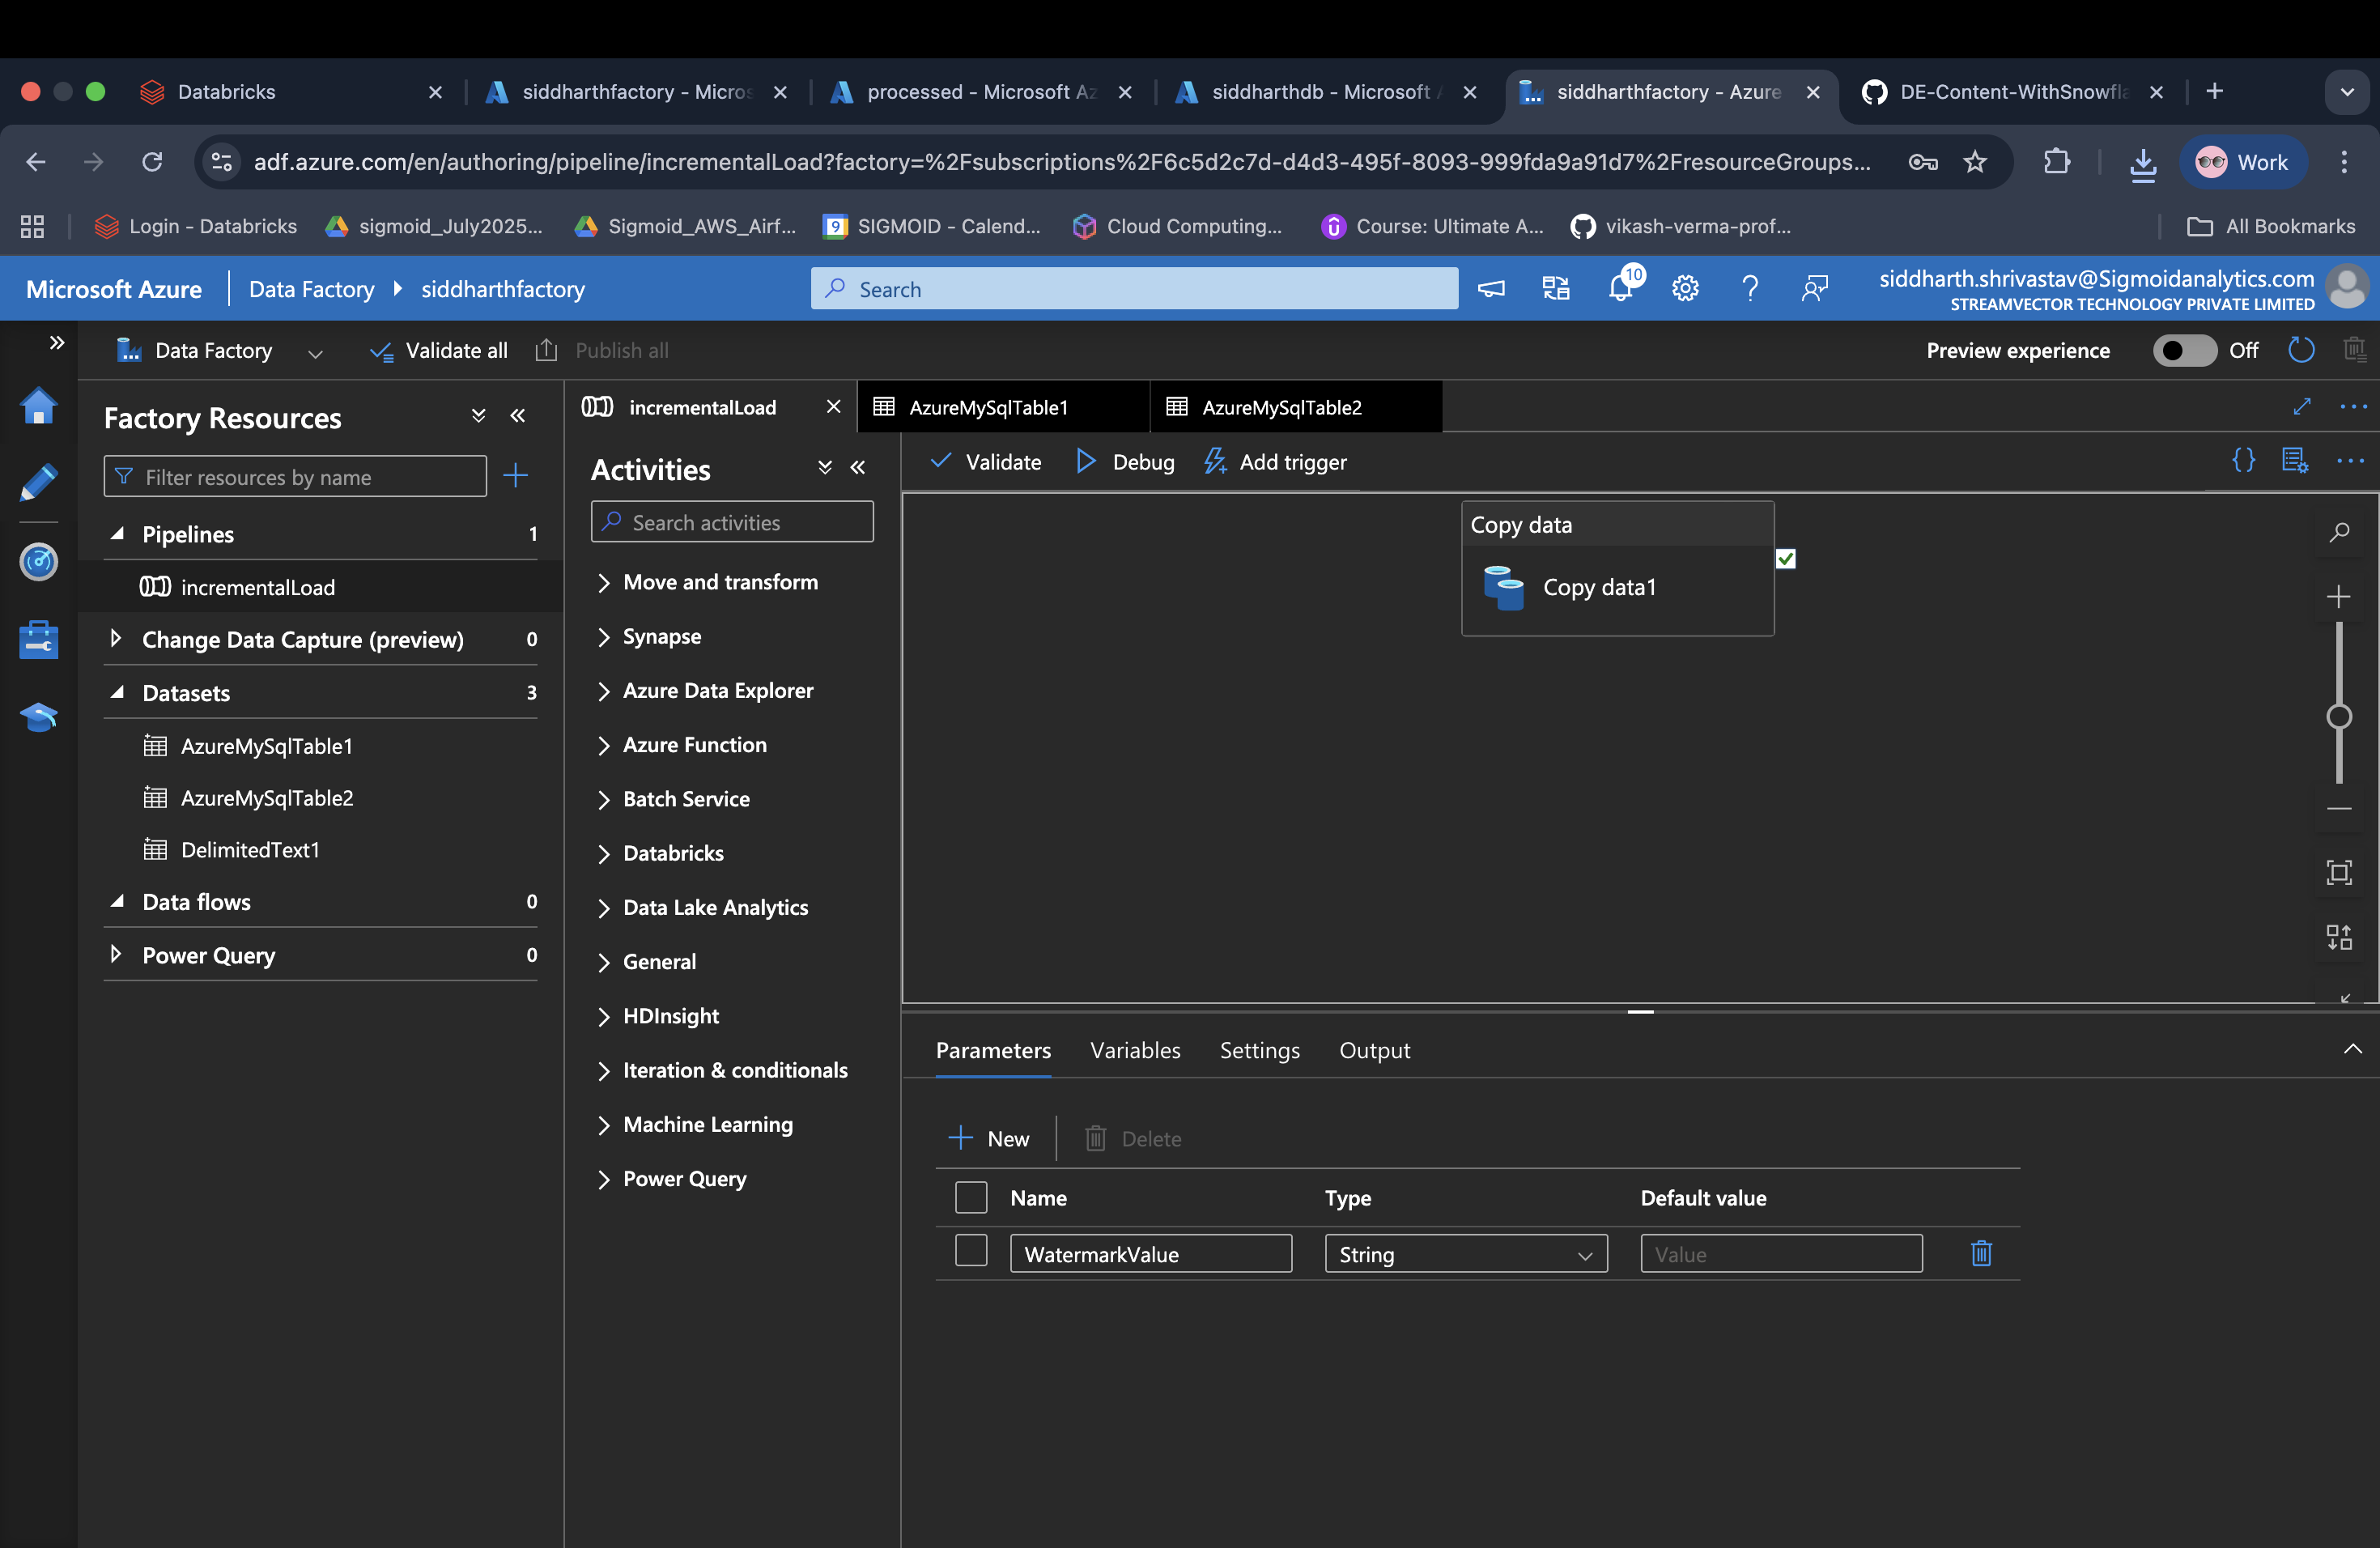 Databricks
siddharthfactory - Micros
processed - Microsoft Az
siddharthdb - Microsoft A
siddharthfactory - Azure
DE-Content-WithSnowfla
adf.azure.com/en/authoring/pipeline/incrementalLoad?factory=%2Fsubscriptions%2F6c5d2c7d-d4d3-495f-8093-999fda9a91d7%2FresourceGroups...
Work
Login - Databricks
sigmoid_July2025...
Sigmoid_AWS_Airf...
9
SIGMOID - Calend...
Cloud Computing...
Course: Ultimate A...
vikash-verma-prof...
All Bookmarks
Microsoft Azure
Data Factory
siddharthfactory
Search
10
siddharth.shrivastav@Sigmoidanalytics.com
STREAMVECTOR TECHNOLOGY PRIVATE LIMITED
Data Factory
Validate all
Publish all
Preview experience
Off
Factory Resources
Filter resources by name
Pipelines 1
incrementalLoad
Change Data Capture (preview) 0
Datasets 3
AzureMySqlTable1
AzureMySqlTable2
DelimitedText1
Data flows 0
Power Query 0
incrementalLoad
AzureMySqlTable1
AzureMySqlTable2
Activities
Search activities
Move and transform
Synapse
Azure Data Explorer
Azure Function
Batch Service
Databricks
Data Lake Analytics
General
HDInsight
Iteration & conditionals
Machine Learning
Power Query
Validate
Debug
Add trigger
Copy data
Copy data1
Parameters
Variables
Settings
Output
New
Delete
Name Type Default value
WatermarkValue String Value